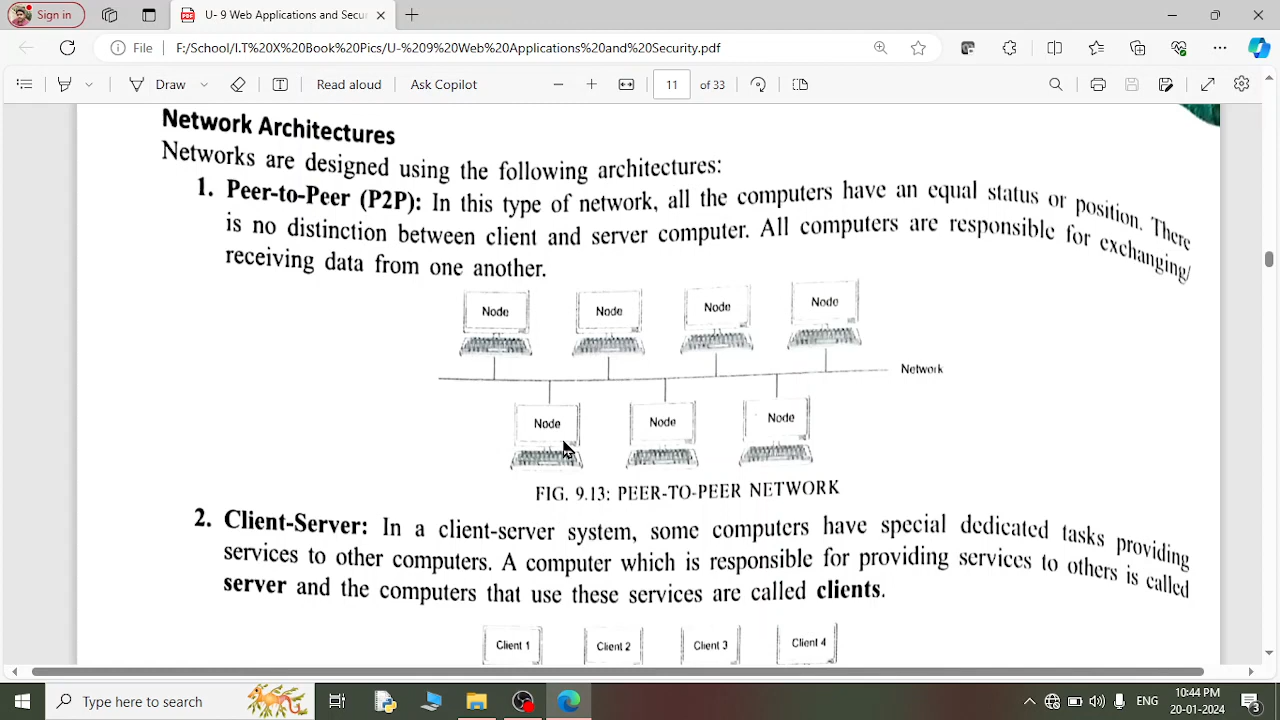 Sign in
U- 9 Web Applications and Secur
File
F:/School/I.T%20X%20Book%20Pics/U-%209%20Web%20Applications%20and%20Security.pdf
Draw
Read aloud
Ask Copilot
11
of 33
Network Architectures
Networks are designed using the following architectures:
1. Peer-to-Peer (P2P): In this type of network, all the computers have an equal status or position. There
is no distinction between client and server computer. All computers are responsible for exchanging/
receiving data from one another.
Node
Node
Node
Node
Network
Node
Node
Node
FIG. 9.13: PEER-TO-PEER NETWORK
2. Client-Server: In a client-server system, some computers have special dedicated tasks providing
services to other computers. A computer which is responsible for providing services to others is called
server and the computers that use these services are called clients.
Client 1
Client 2
Client 3
Client 4
Type here to search
ENG
10:44 PM
20-01-2024
3